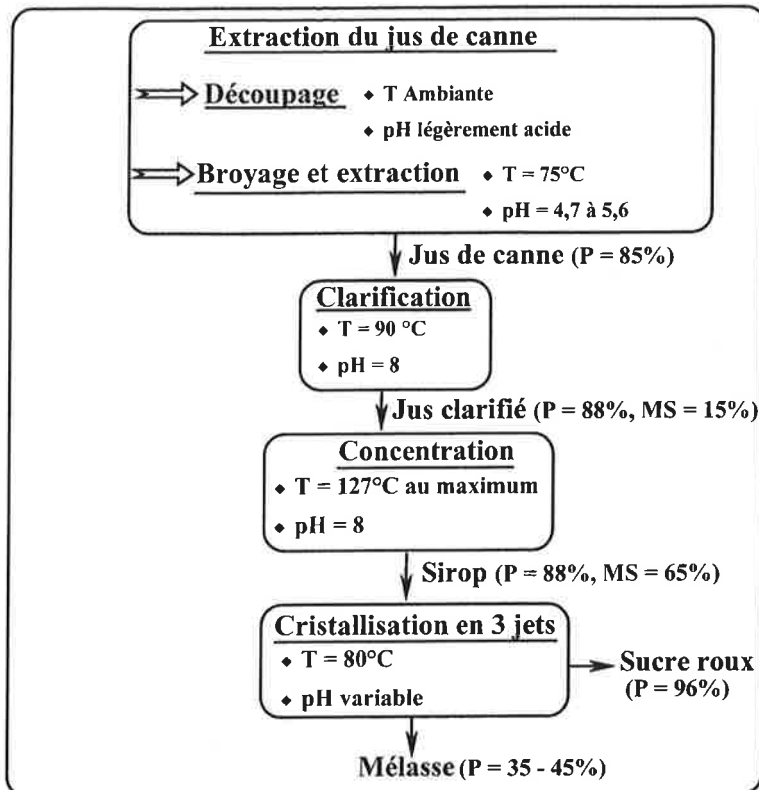 Extraction du jus de canne
Découpage ♦ T Ambiante
♦ pH légèrement acide
Broyage et extraction ♦ T = 75°C
♦ pH = 4,7 à 5,6
Jus de canne (P = 85%)
Clarification
♦ T = 90 °C
♦ pH = 8
Jus clarifié (P = 88%, MS = 15%)
Concentration
♦ T = 127°C au maximum
♦ pH = 8
Sirop (P = 88%, MS = 65%)
Cristallisation en 3 jets
♦ T = 80°C
♦ pH variable
Sucre roux
(P = 96%)
Mélasse (P = 35 - 45%)